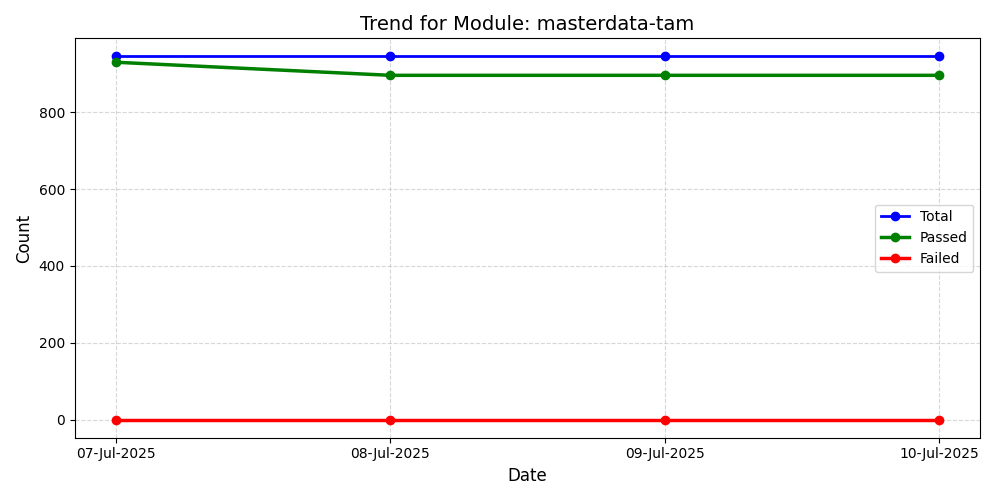 Trend for Module: masterdata-tam
Count
800
600
400
200
0
Total
Passed
Failed
07-Jul-2025 08-Jul-2025 09-Jul-2025 10-Jul-2025
Date